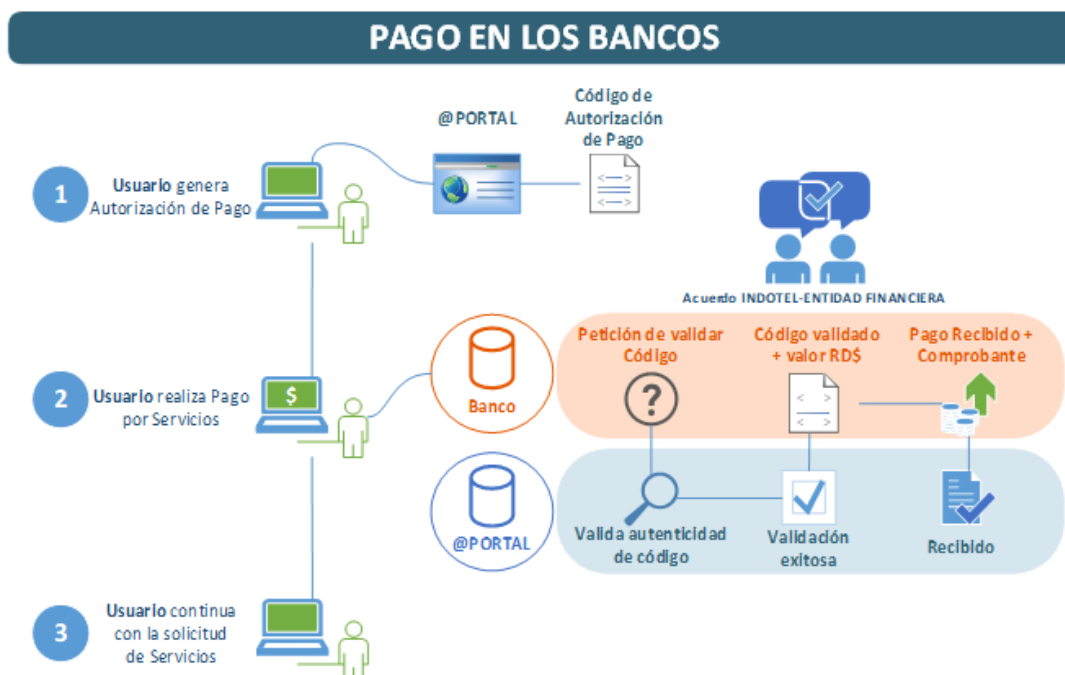 PAGO EN LOS BANCOS
@PORTAL
Código de
Autorización
de Pago
1
Usuario genera
Autorización de Pago
Acuerdo INDOTEL-ENTIDAD FINANCIERA
Petición de validar
Código
Código validado
+ valor RD$
Pago Recibido +
Comprobante
2
Usuario realiza Pago
por Servicios
$
Banco
?
@PORTAL
Valida autenticidad
de código
Validación
exitosa
Recibido
3
Usuario continua
con la solicitud
de Servicios